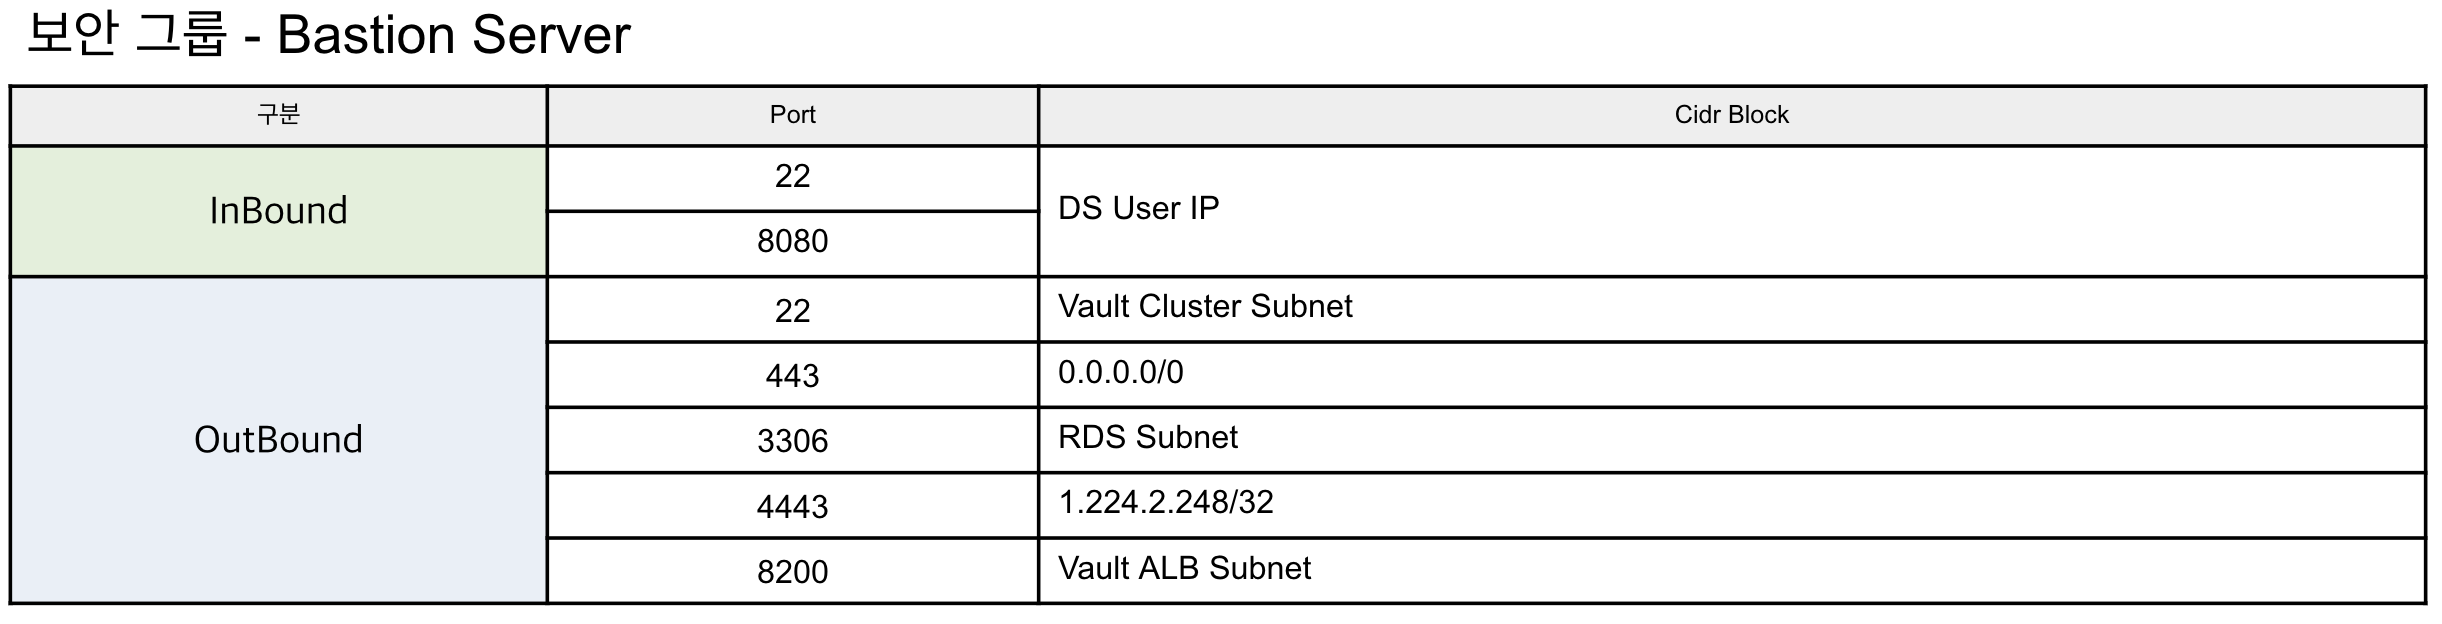 보안 그룹 - Bastion Server
구분 Port Cidr Block
InBound
22
DS User IP
8080
OutBound
22 Vault Cluster Subnet
443 0.0.0.0/0
3306 RDS Subnet
4443 1.224.2.248/32
8200 Vault ALB Subnet